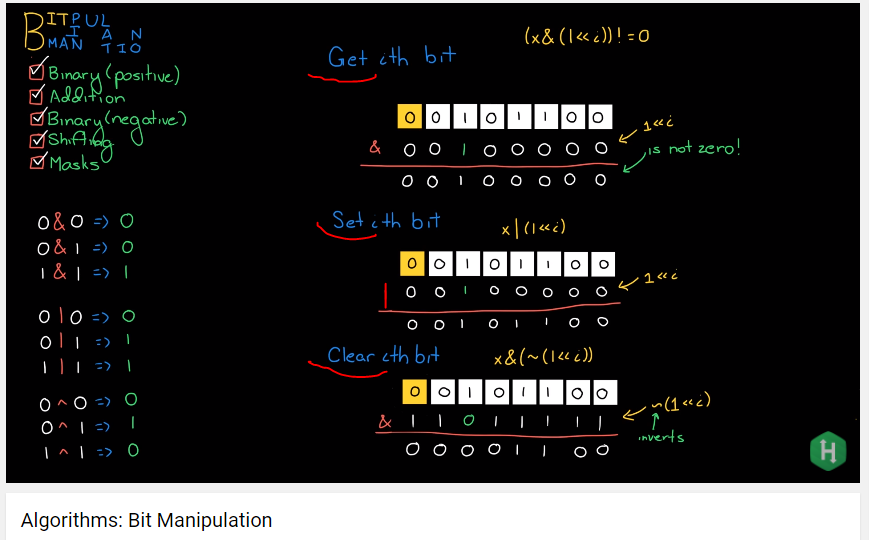 BITPUL
I A N
MAN TIO
Binary (positive)
Addition
Binary (negative)
Shifting
Masks
0 & 0 => 0
0 & 1 => 0
1 & 1 => 1
0 | 0 => 0
0 | 1 => 1
1 | 1 => 1
0 ^ 0 => 0
0 ^ 1 => 1
1 ^ 1 => 0
Get ith bit
(x & (1 << i)) != 0
0 0 1 0 1 1 0 0
& 0 0 1 0 0 0 0 0
1 << i
is not zero!
0 0 1 0 0 0 0 0
Set ith bit
x | (1 << i)
0 0 1 0 1 1 0 0
| 0 0 1 0 0 0 0 0
1 << i
0 0 1 0 1 1 0 0
Clear ith bit
x & (~(1 << i))
0 0 1 0 1 1 0 0
& 1 1 0 1 1 1 1 1
~(1 << i)
inverts
0 0 0 0 1 1 0 0
H
Algorithms: Bit Manipulation